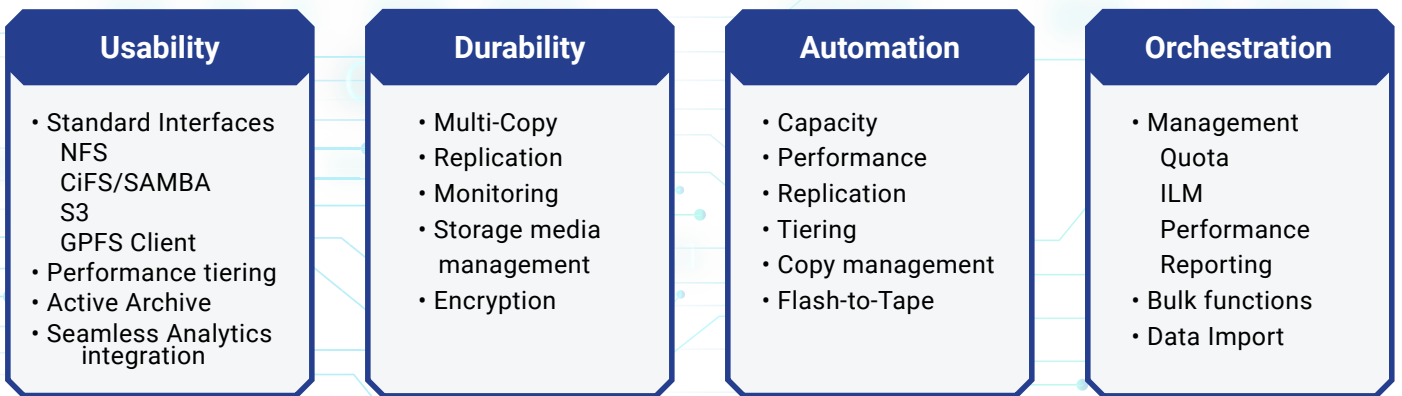 Usability
• Standard Interfaces
NFS
CiFS/SAMBA
S3
GPFS Client
• Performance tiering
• Active Archive
• Seamless Analytics
integration
Durability
• Multi-Copy
• Replication
• Monitoring
• Storage media
management
• Encryption
Automation
• Capacity
• Performance
• Replication
• Tiering
• Copy management
• Flash-to-Tape
Orchestration
• Management
Quota
ILM
Performance
Reporting
• Bulk functions
• Data Import